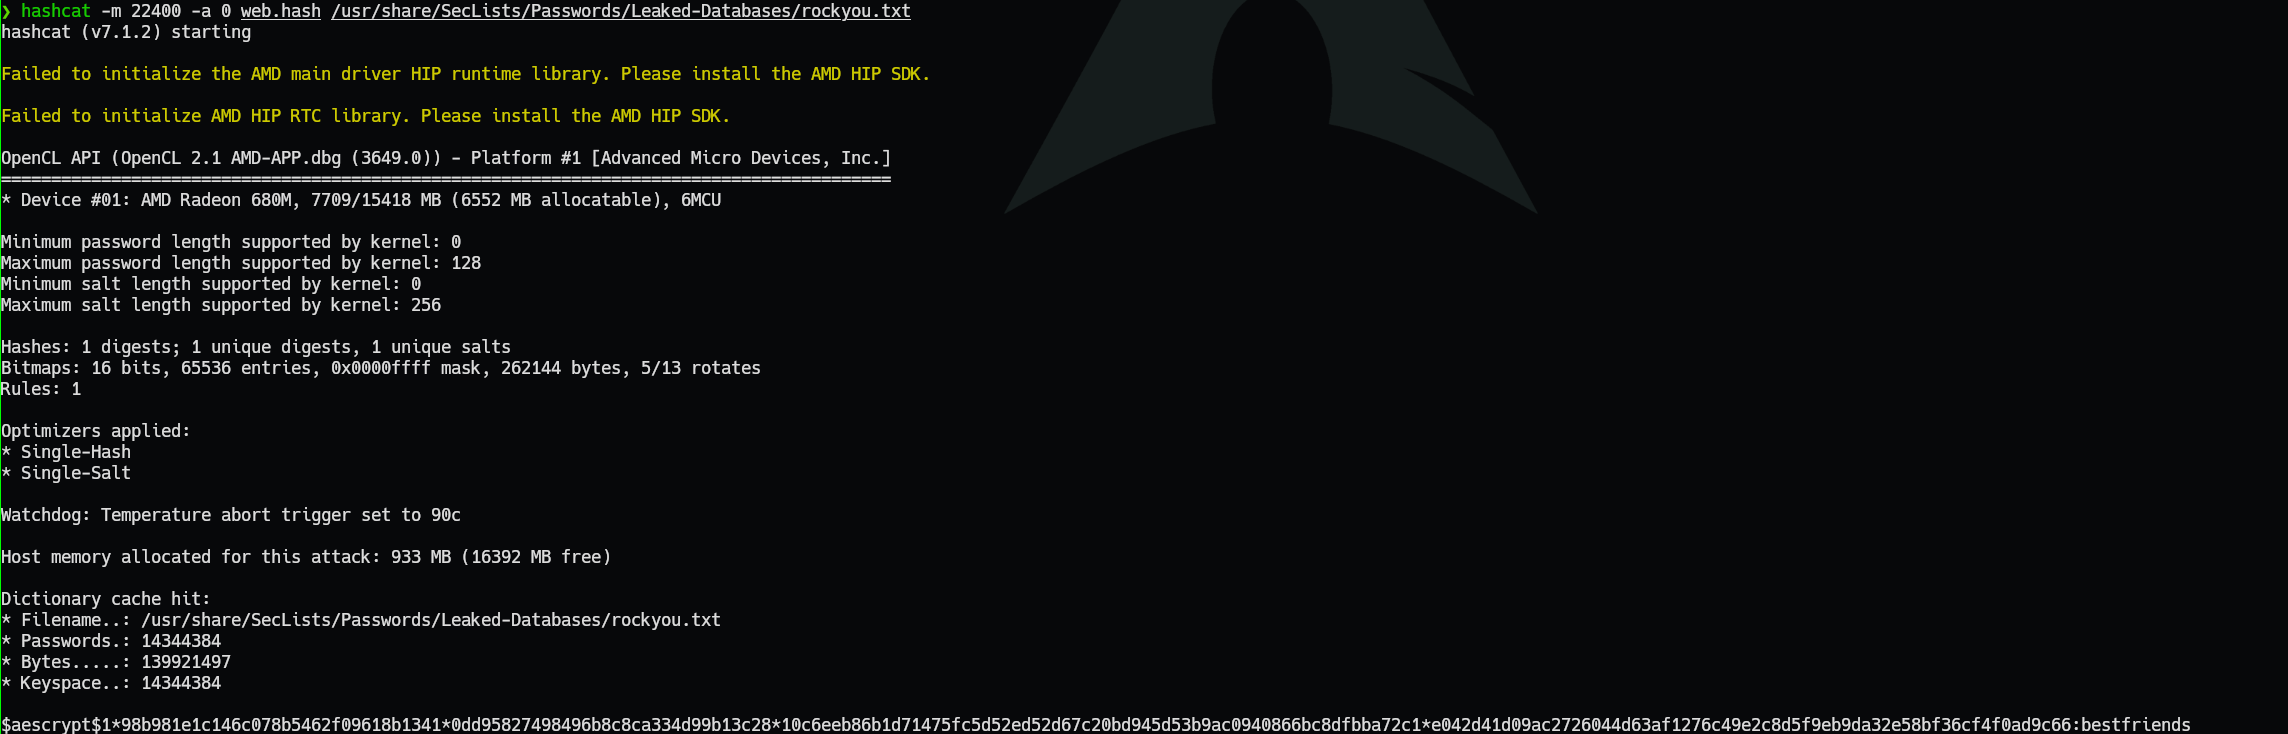 ❯ hashcat -m 22400 -a 0 web.hash /usr/share/SecLists/Passwords/Leaked-Databases/rockyou.txt
hashcat (v7.1.2) starting
Failed to initialize the AMD main driver HIP runtime library. Please install the AMD HIP SDK.
Failed to initialize AMD HIP RTC library. Please install the AMD HIP SDK.
OpenCL API (OpenCL 2.1 AMD-APP.dbg (3649.0)) - Platform #1 [Advanced Micro Devices, Inc.]
=========================================================================================
* Device #01: AMD Radeon 680M, 7709/15418 MB (6552 MB allocatable), 6MCU
Minimum password length supported by kernel: 0
Maximum password length supported by kernel: 128
Minimum salt length supported by kernel: 0
Maximum salt length supported by kernel: 256
Hashes: 1 digests; 1 unique digests, 1 unique salts
Bitmaps: 16 bits, 65536 entries, 0x0000ffff mask, 262144 bytes, 5/13 rotates
Rules: 1
Optimizers applied:
* Single-Hash
* Single-Salt
Watchdog: Temperature abort trigger set to 90c
Host memory allocated for this attack: 933 MB (16392 MB free)
Dictionary cache hit:
* Filename..: /usr/share/SecLists/Passwords/Leaked-Databases/rockyou.txt
* Passwords.: 14344384
* Bytes.....: 139921497
* Keyspace..: 14344384
$aescrypt$1*98b981e1c146c078b5462f09618b1341*0dd95827498496b8c8ca334d99b13c28*10c6eeb86b1d71475fc5d52ed52d67c20bd945d53b9ac0940866bc8dfbba72c1*e042d41d09ac2726044d63af1276c49e2c8d5f9eb9da32e58bf36cf4f0ad9c66:bestfriends